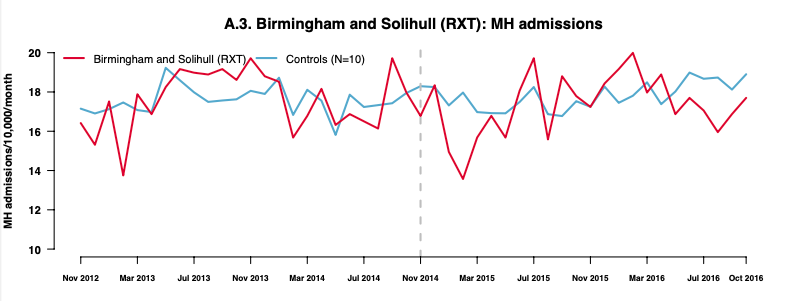 A.3. Birmingham and Solihull (RXT): MH admissions
Birmingham and Solihull (RXT)
Controls (N=10)
MH admissions/10,000/month
20
18
16
14
12
10
Nov 2012
Mar 2013
Jul 2013
Nov 2013
Mar 2014
Jul 2014
Nov 2014
Mar 2015
Jul 2015
Nov 2015
Mar 2016
Jul 2016
Oct 2016